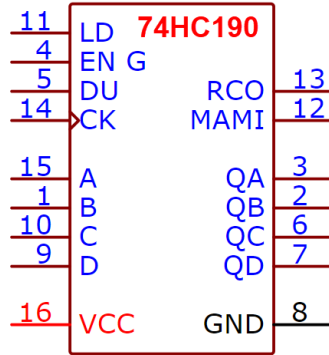 74HC190
11 LD
4 EN G
5 DU RCO 13
14 CK MAMI 12
15 A QA 3
1 B QB 2
10 C QC 6
9 D QD 7
16 VCC GND 8